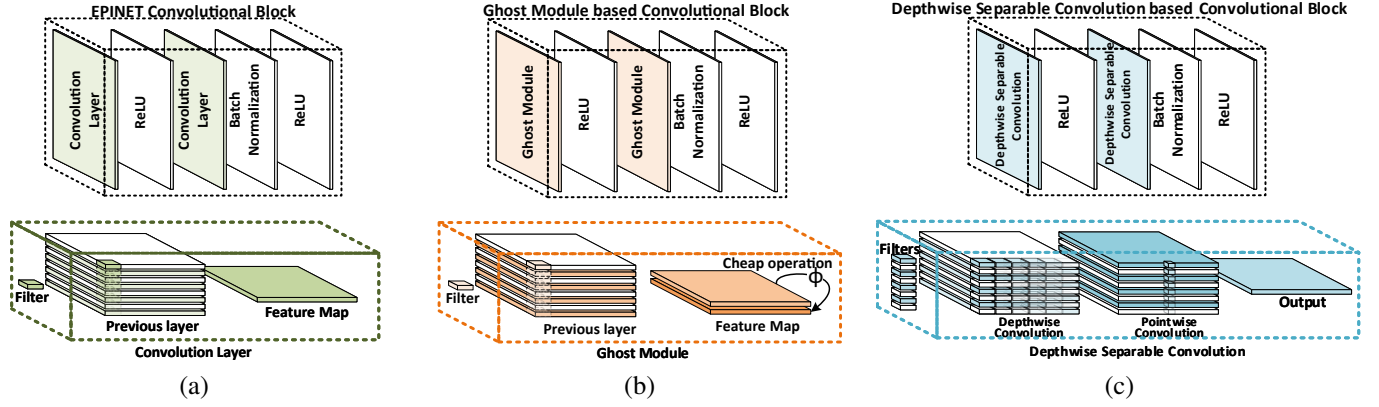 EPINET Convolutional Block
Convolution
Layer
ReLU
Convolution
Layer
Batch
Normalization
ReLU
Filter
Previous layer
Feature Map
Convolution Layer
(a)
Ghost Module based Convolutional Block
Ghost Module
ReLU
Ghost Module
Batch
Normalization
ReLU
Filter
Previous layer
Cheap operation
Φ
Feature Map
Ghost Module
(b)
Depthwise Separable Convolution based Convolutional Block
Depthwise Separable
Convolution
ReLU
Depthwise Separable
Convolution
Batch
Normalization
ReLU
Filters
Depthwise
Convolution
Pointwise
Convolution
Output
Depthwise Separable Convolution
(c)